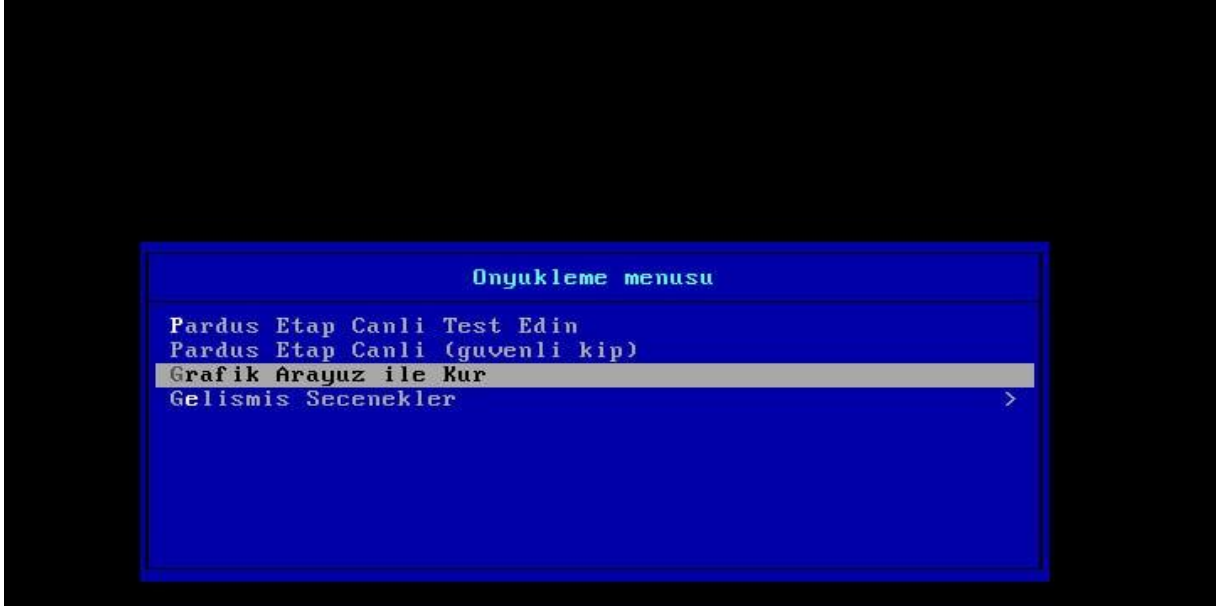 Onyukleme menusu
Pardus Etap Canli Test Edin
Pardus Etap Canli (guvenli kip)
Grafik Arayuz ile Kur
Gelismis Secenekler >